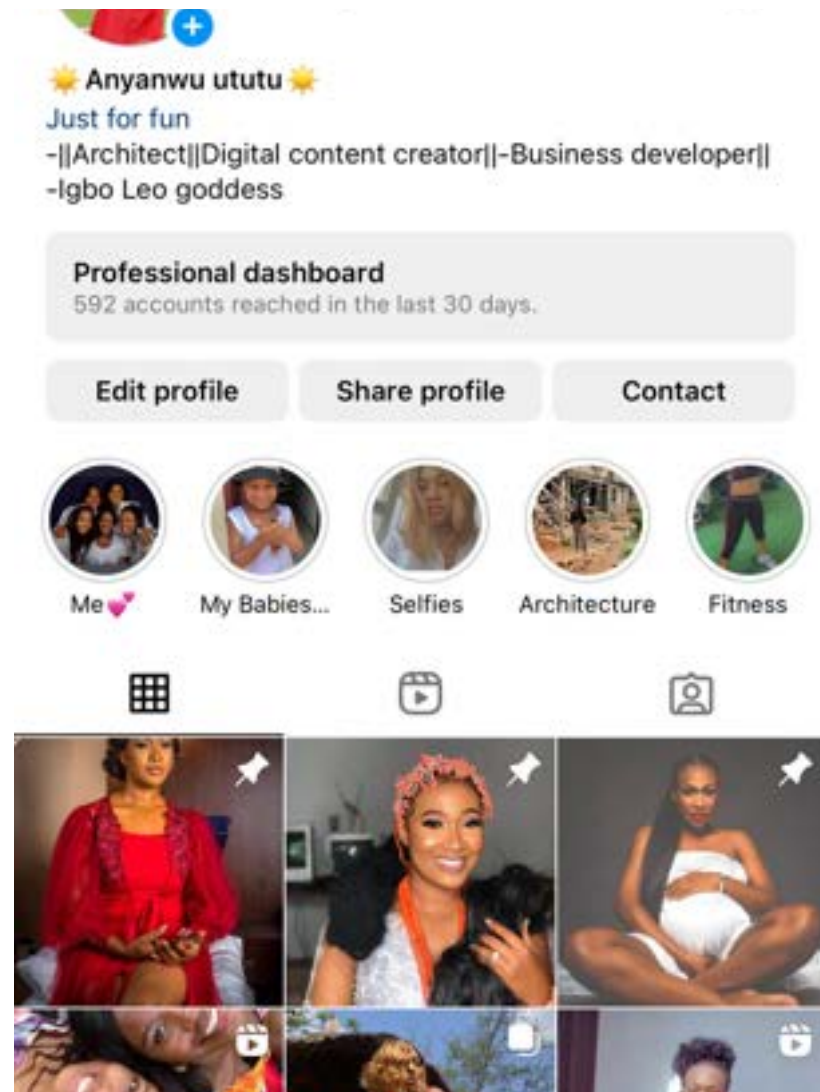 ☀️Anyanwu ututu☀️
Just for fun
-||Architect||Digital content creator||-Business developer||
-Igbo Leo goddess
Professional dashboard
592 accounts reached in the last 30 days.
Edit profile
Share profile
Contact
Me💕
My Babies...
Selfies
Architecture
Fitness